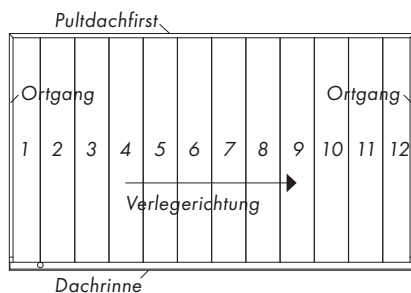 Pultdachfirst
Ortgang Ortgang
1 2 3 4 5 6 7 8 9 10 11 12
Verlegerichtung
Dachrinne